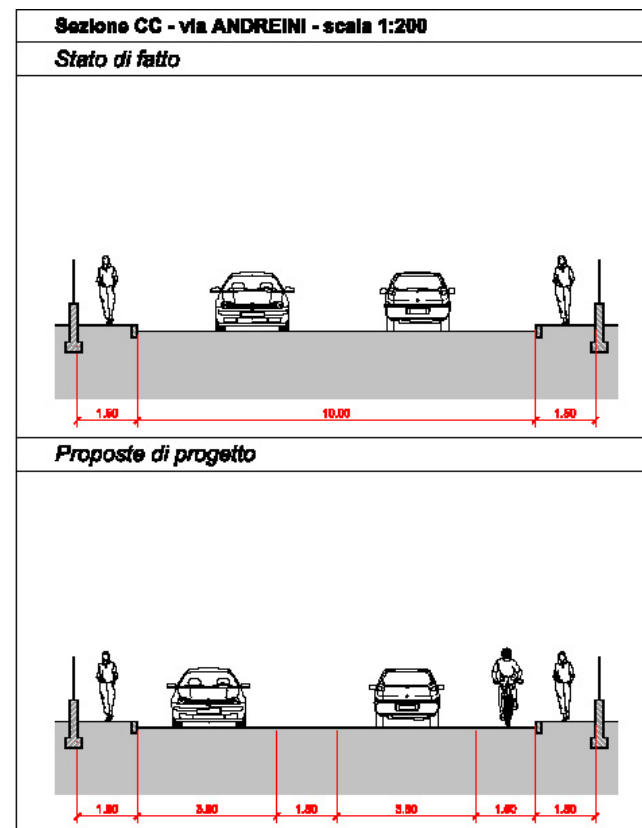 Sezione CC - via ANDREINI - scala 1:200
Stato di fatto
1.50 10.00 1.50
Proposte di progetto
1.50 3.50 1.50 3.50 1.50 1.50